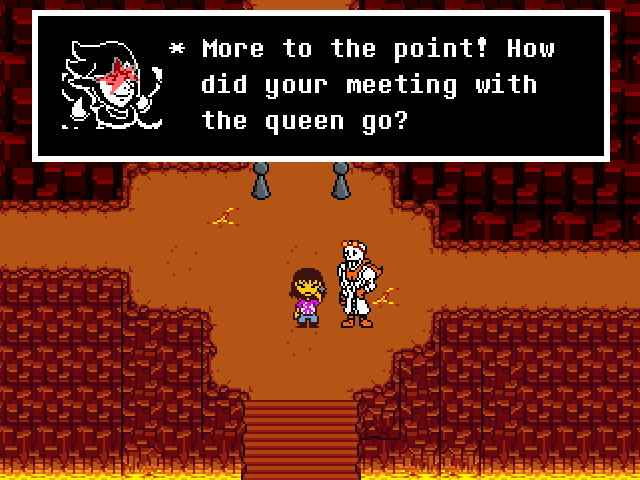 * More to the point! How
did your meeting with
the queen go?